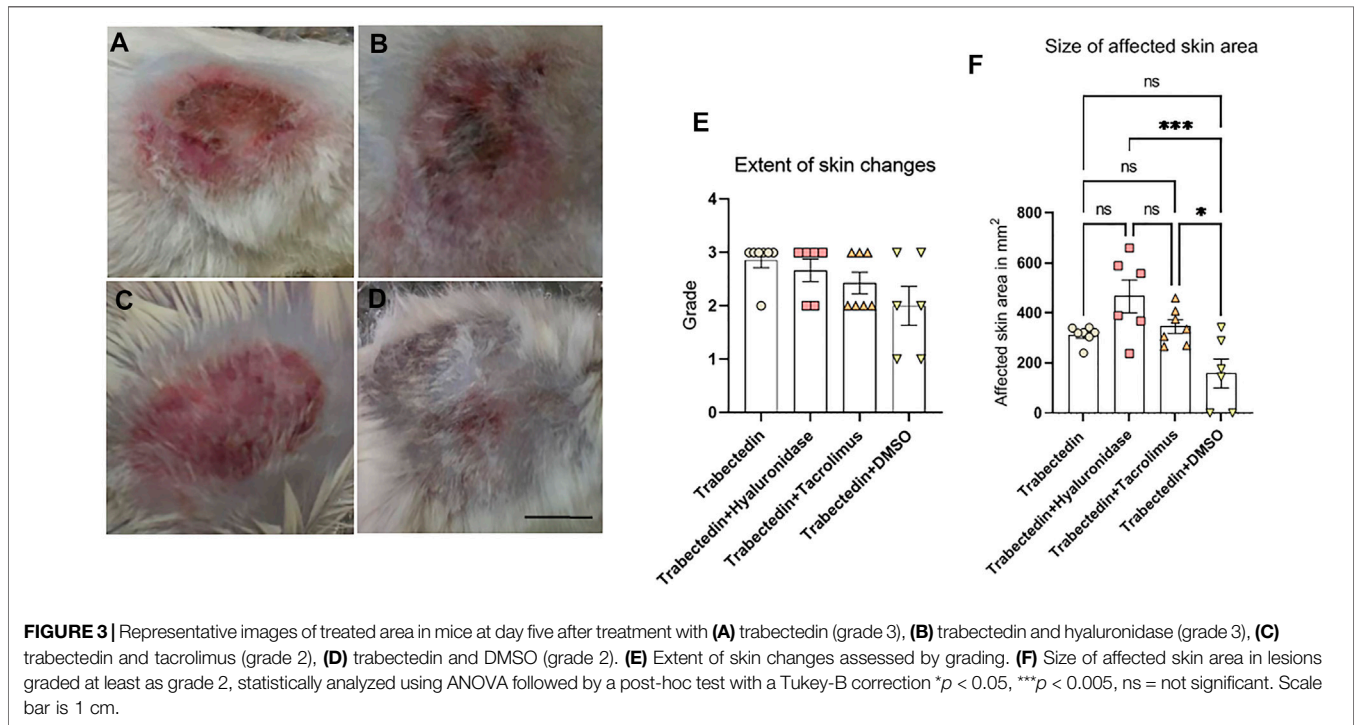 A
B
C
D
E
Extent of skin changes
Grade
4
3
2
1
0
Trabectedin
Trabectedin+Hyaluronidase
Trabectedin+Tacrolimus
Trabectedin+DMSO
F
Size of affected skin area
ns
***
ns
ns
ns
*
Affected skin area in mm²
800
600
400
200
0
Trabectedin
Trabectedin+Hyaluronidase
Trabectedin+Tacrolimus
Trabectedin+DMSO
FIGURE 3 | Representative images of treated area in mice at day five after treatment with (A) trabectedin (grade 3), (B) trabectedin and hyaluronidase (grade 3), (C)
trabectedin and tacrolimus (grade 2), (D) trabectedin and DMSO (grade 2). (E) Extent of skin changes assessed by grading. (F) Size of affected skin area in lesions
graded at least as grade 2, statistically analyzed using ANOVA followed by a post-hoc test with a Tukey-B correction *p < 0.05, ***p < 0.005, ns = not significant. Scale
bar is 1 cm.